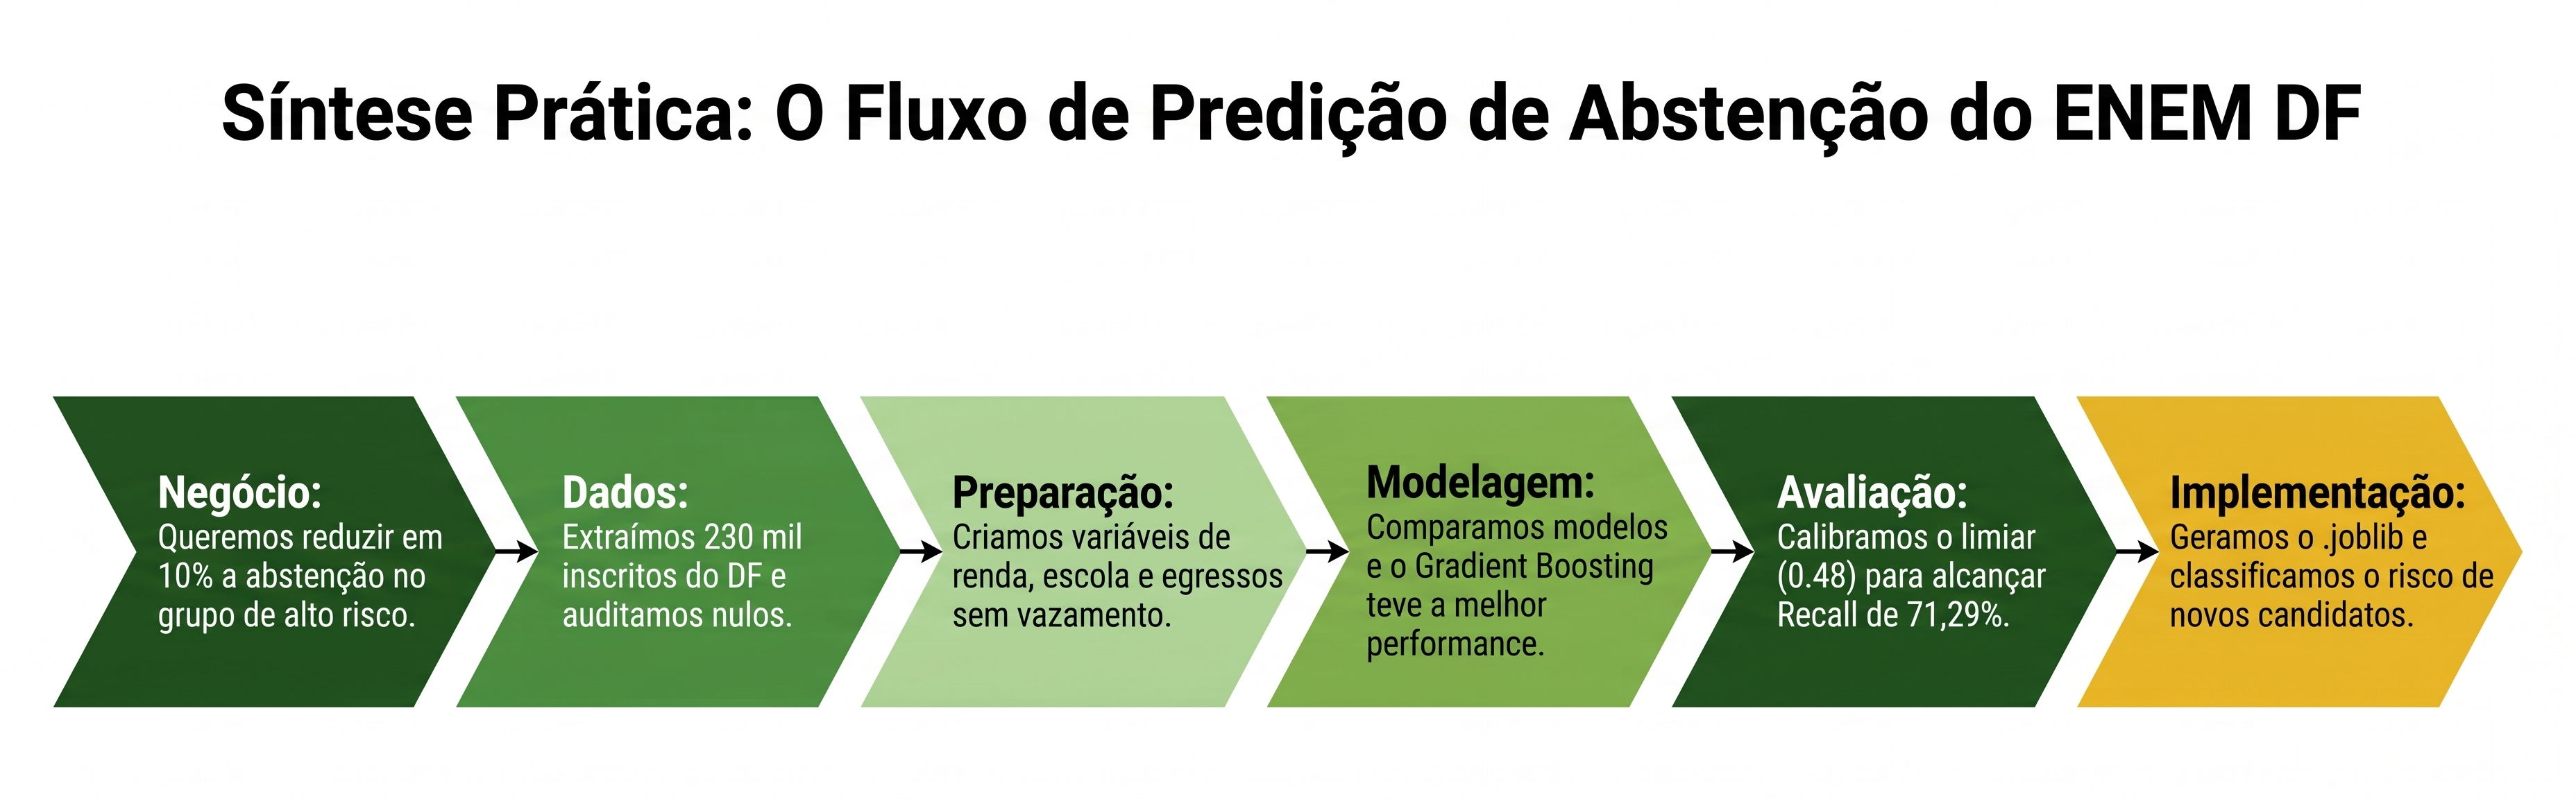 Síntese Prática: O Fluxo de Predição de Abstenção do ENEM DF
Negócio:
Queremos reduzir em
10% a abstenção no
grupo de alto risco.
Dados:
Extraímos 230 mil
inscritos do DF e
auditamos nulos.
Preparação:
Criamos variáveis de
renda, escola e egressos
sem vazamento.
Modelagem:
Comparamos modelos
e o Gradient Boosting
teve a melhor
performance.
Avaliação:
Calibramos o limiar
(0.48) para alcançar
Recall de 71,29%.
Implementação:
Geramos o .joblib e
classificamos o risco de
novos candidatos.